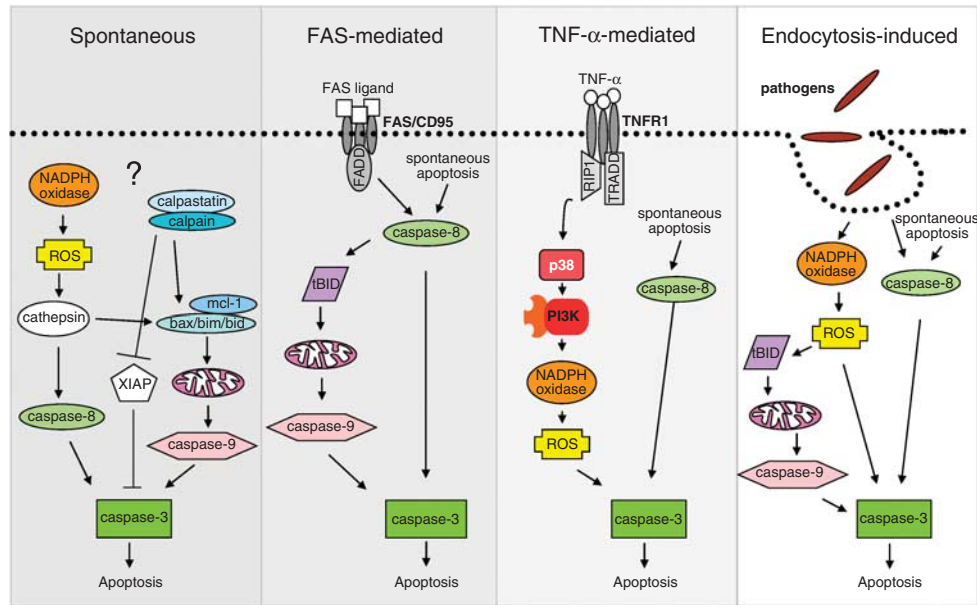 Spontaneous
NADPH
oxidase
?
calpastatin
calpain
ROS
cathepsin
mcl-1
bax/bim/bid
XIAP
caspase-8
caspase-9
caspase-3
Apoptosis
FAS-mediated
FAS ligand
FAS/CD95
FADD
spontaneous
apoptosis
caspase-8
tBID
caspase-9
caspase-3
Apoptosis
TNF-α-mediated
TNF-α
TNFR1
RIP1
TRADD
spontaneous
apoptosis
p38
caspase-8
PI3K
NADPH
oxidase
ROS
caspase-3
Apoptosis
Endocytosis-induced
pathogens
spontaneous
apoptosis
NADPH
oxidase
caspase-8
ROS
tBID
caspase-9
caspase-3
Apoptosis